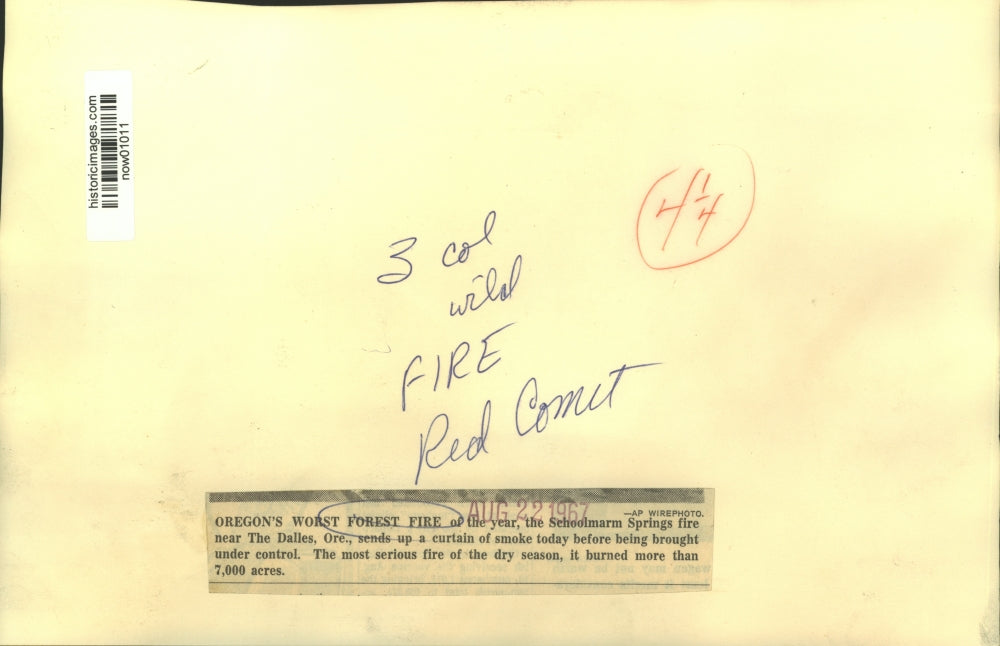 historicimages.com
now01011
4 1/4
3 col
wild
FIRE
Red Comet
AUG 22 1967
—AP WIREPHOTO.
OREGON'S WORST FOREST FIRE of the year, the Schoolmarm Springs fire
near The Dalles, Ore., sends up a curtain of smoke today before being brought
under control. The most serious fire of the dry season, it burned more than
7,000 acres.